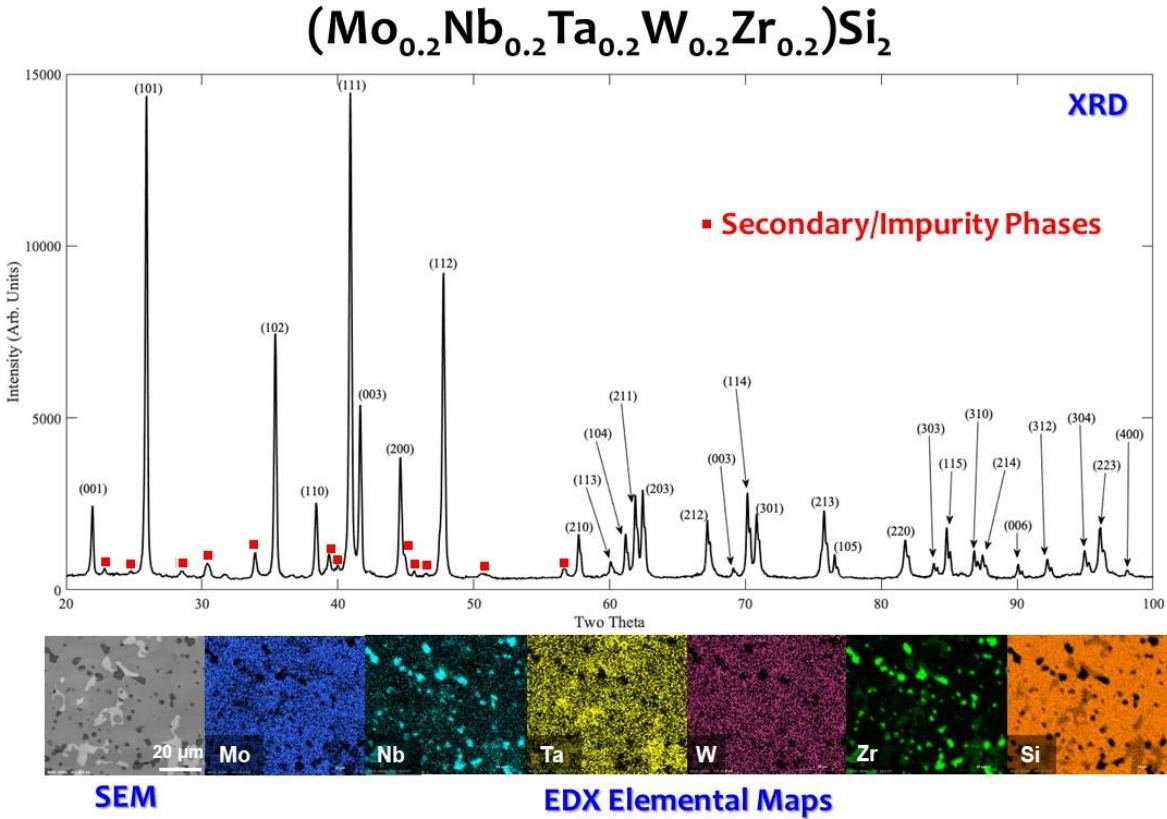 (Mo0.2Nb0.2Ta0.2W0.2Zr0.2)Si2
15000
10000
5000
0
Intensity (Arb. Units)
XRD
Secondary/Impurity Phases
(001)
(101)
(102)
(110)
(111)
(003)
(200)
(112)
(210)
(113)
(104)
(211)
(203)
(212)
(003)
(114)
(301)
(213)
(105)
(220)
(303)
(115)
(310)
(214)
(006)
(312)
(304)
(223)
(400)
20 30 40 50 60 70 80 90 100
Two Theta
20 μm
Mo
Nb
Ta
W
Zr
Si
SEM
EDX Elemental Maps